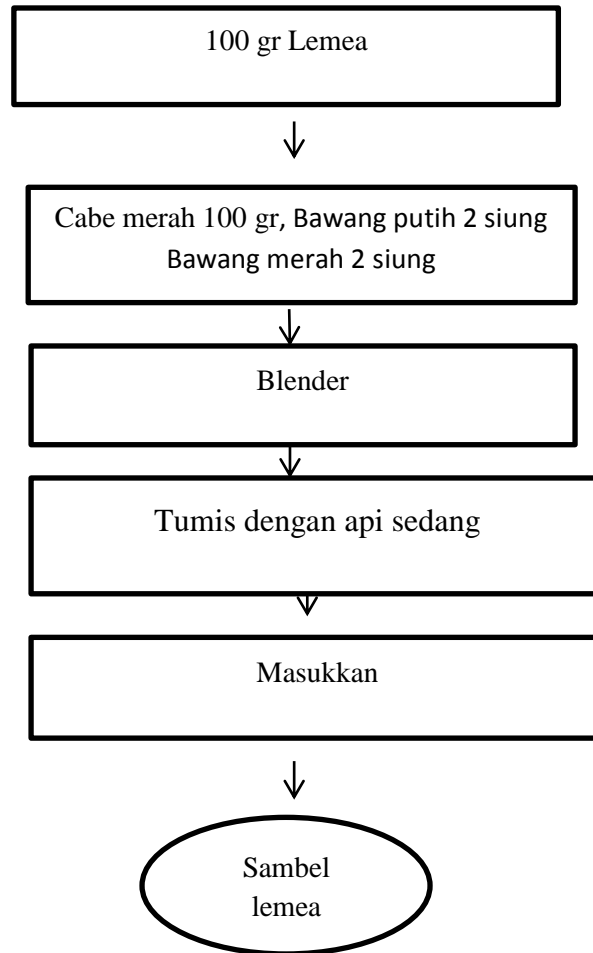 100 gr Lemea
Cabe merah 100 gr, Bawang putih 2 siung
Bawang merah 2 siung
Blender
Tumis dengan api sedang
Masukkan
Sambel
lemea